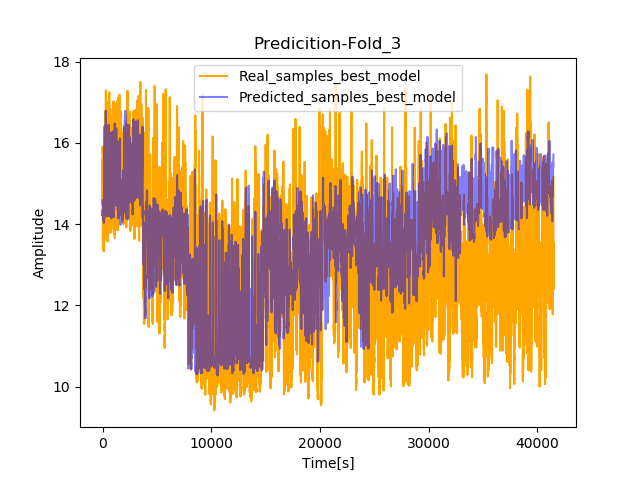 Predicition-Fold_3
Real_samples_best_model
Predicted_samples_best_model
18
16
14
12
10
Amplitude
0 10000 20000 30000 40000
Time[s]